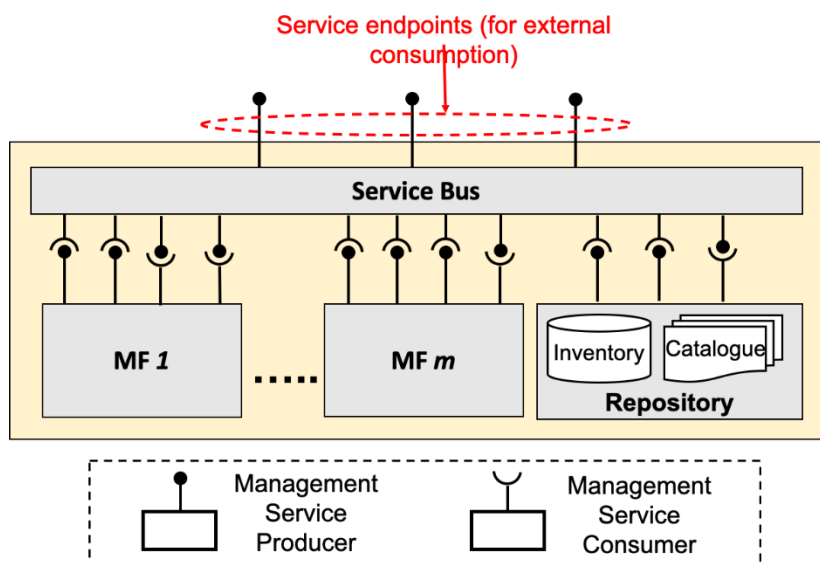 Service endpoints (for external
consumption)
Service Bus
MF 1
MF m
Inventory
Catalogue
Repository
Management
Service
Producer
Management
Service
Consumer